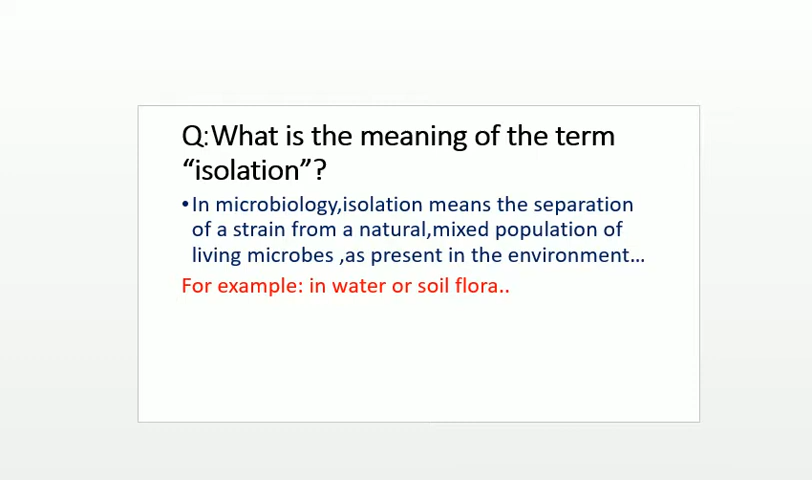 Q:What is the meaning of the term
“isolation”?
•In microbiology,isolation means the separation
of a strain from a natural,mixed population of
living microbes ,as present in the environment...
For example: in water or soil flora..